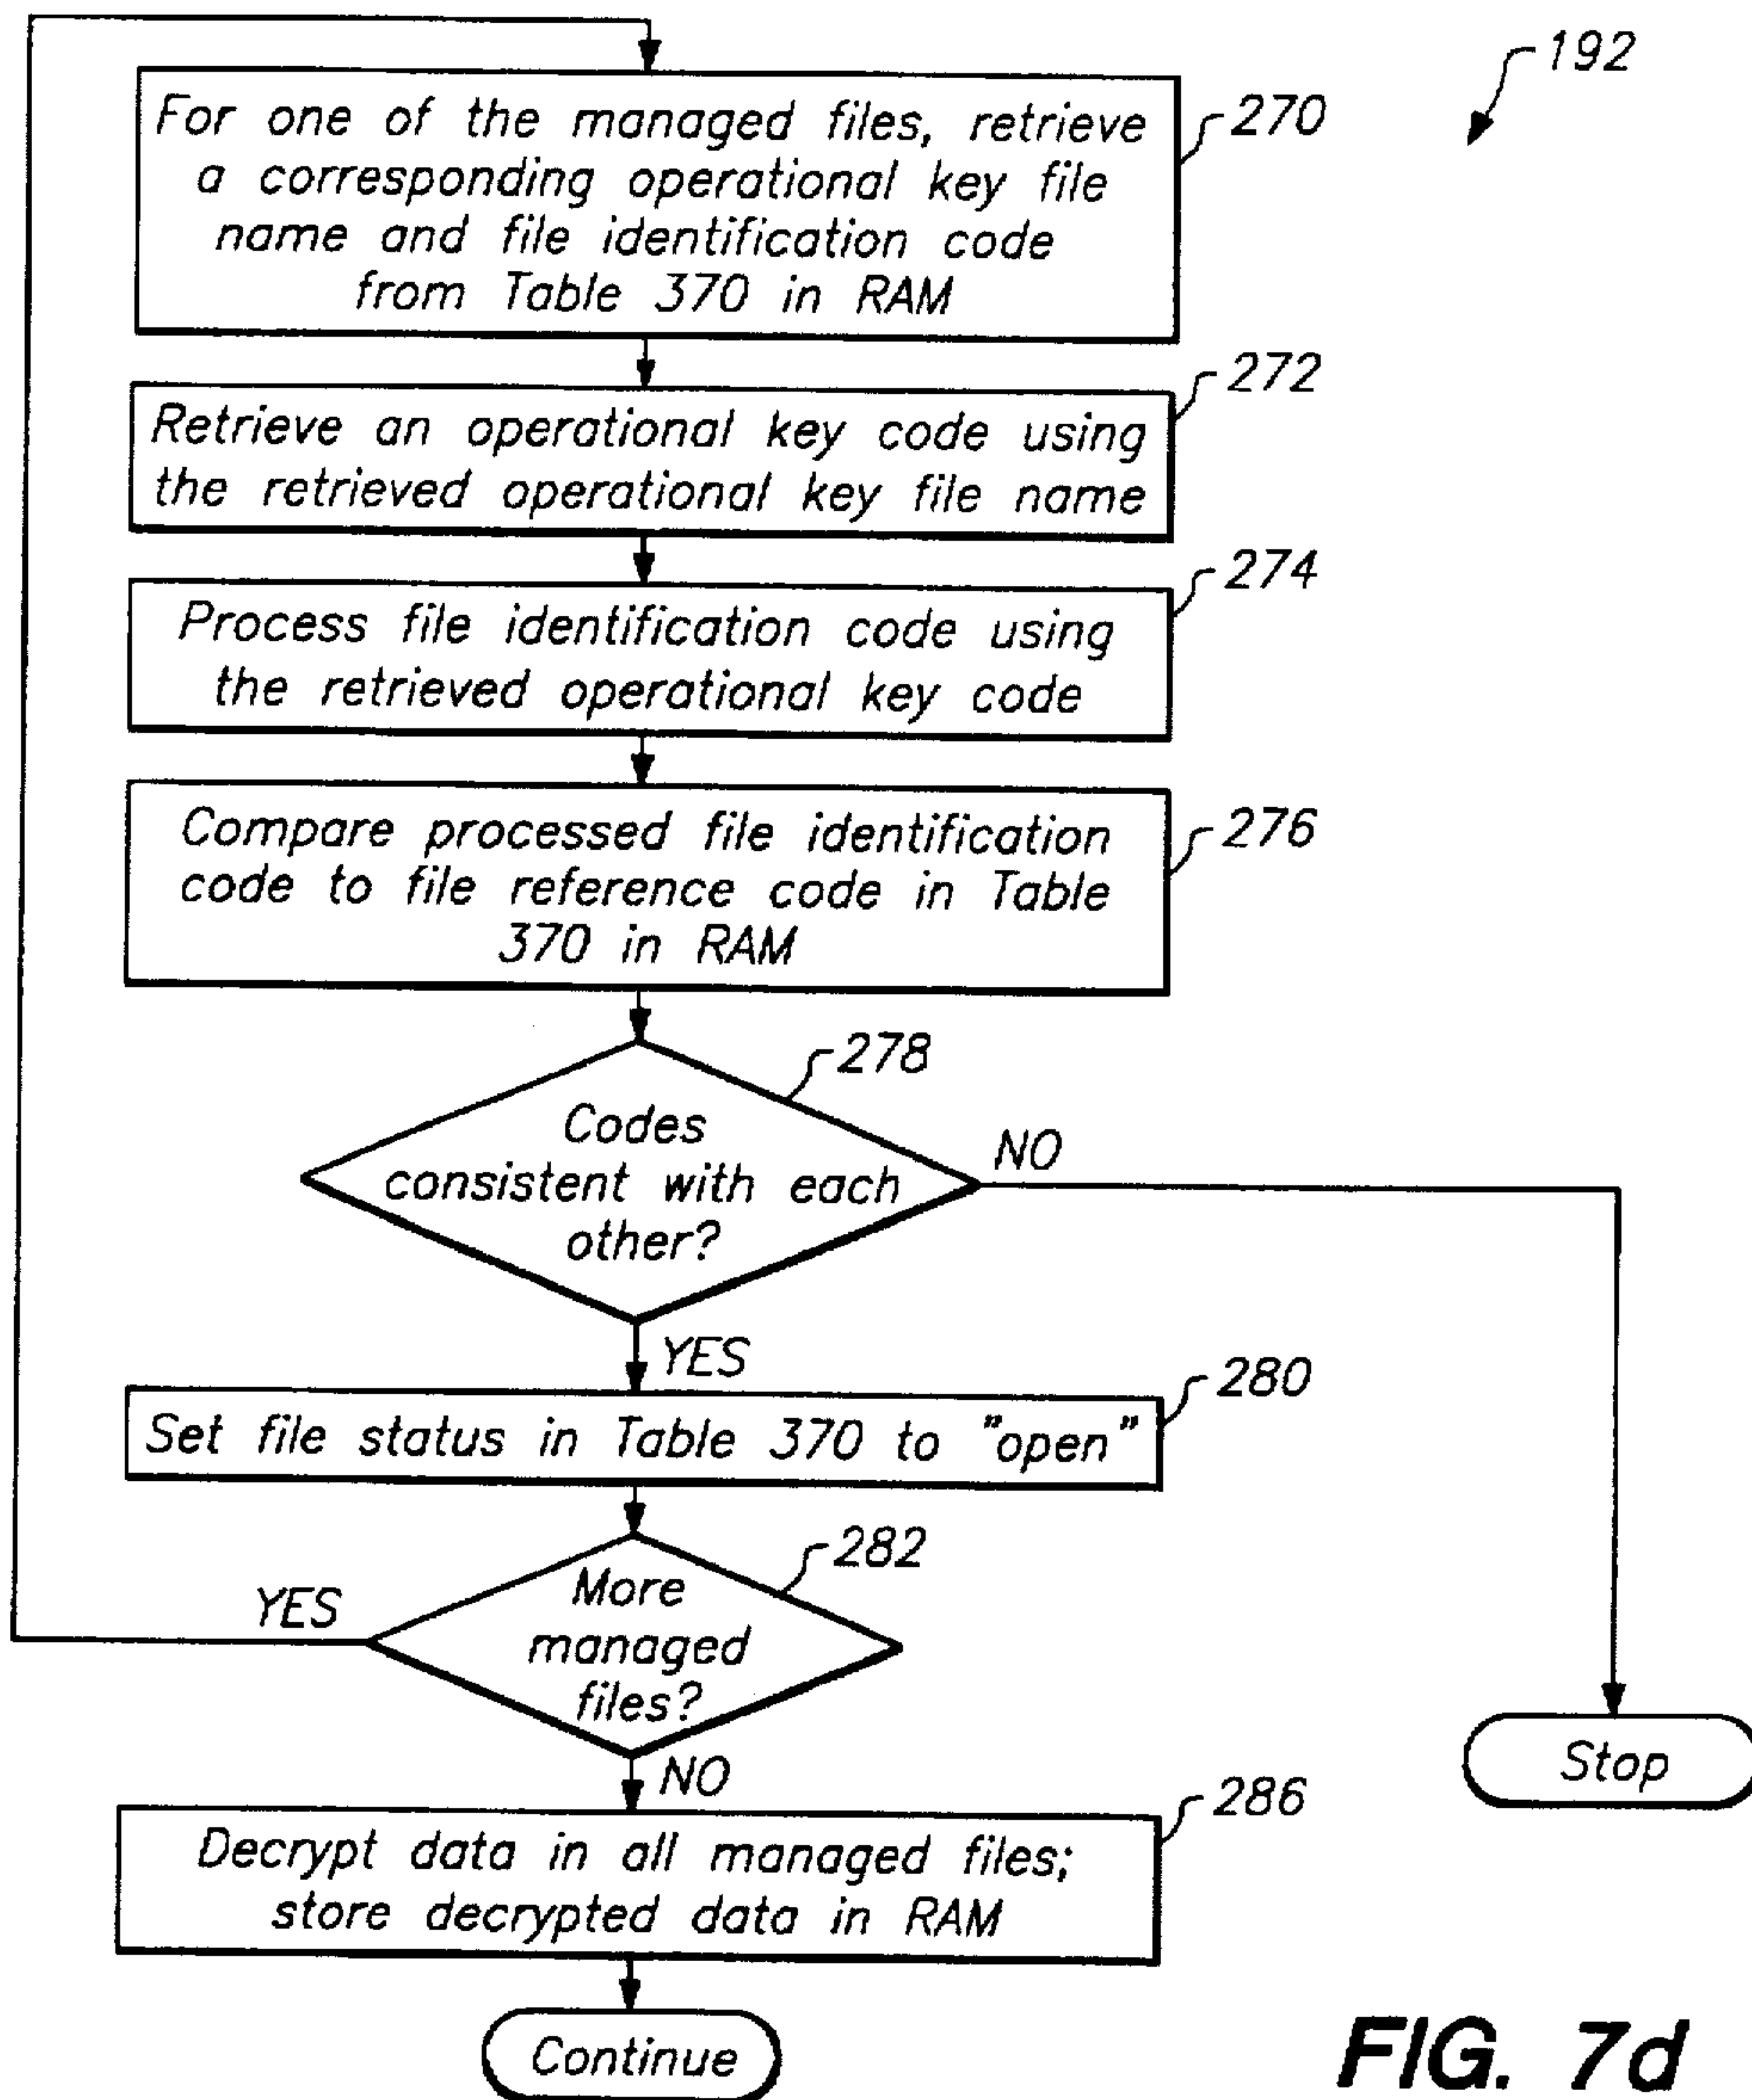 192
For one of the managed files, retrieve
a corresponding operational key file
name and file identification code
from Table 370 in RAM
270
Retrieve an operational key code using
the retrieved operational key file name
272
Process file identification code using
the retrieved operational key code
274
Compare processed file identification
code to file reference code in Table
370 in RAM
276
Codes
consistent with each
other?
278
NO
YES
Set file status in Table 370 to "open"
280
More
managed
files?
282
YES
NO
Stop
Decrypt data in all managed files;
store decrypted data in RAM
286
Continue
FIG. 7d